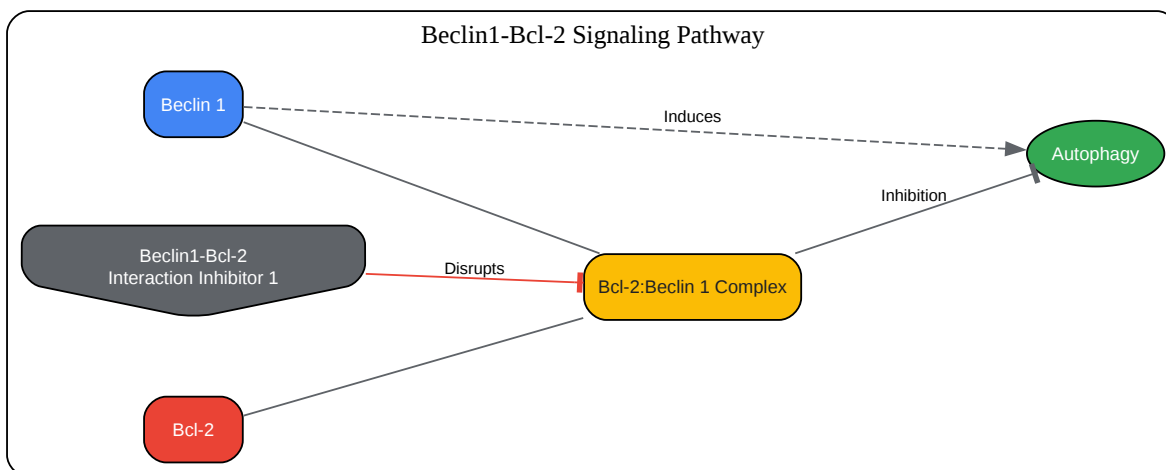 Beclin1-Bcl-2 Signaling Pathway
Beclin 1
Induces
Autophagy
Inhibition
Beclin1-Bcl-2
Interaction Inhibitor 1
Disrupts
Bcl-2:Beclin 1 Complex
Bcl-2